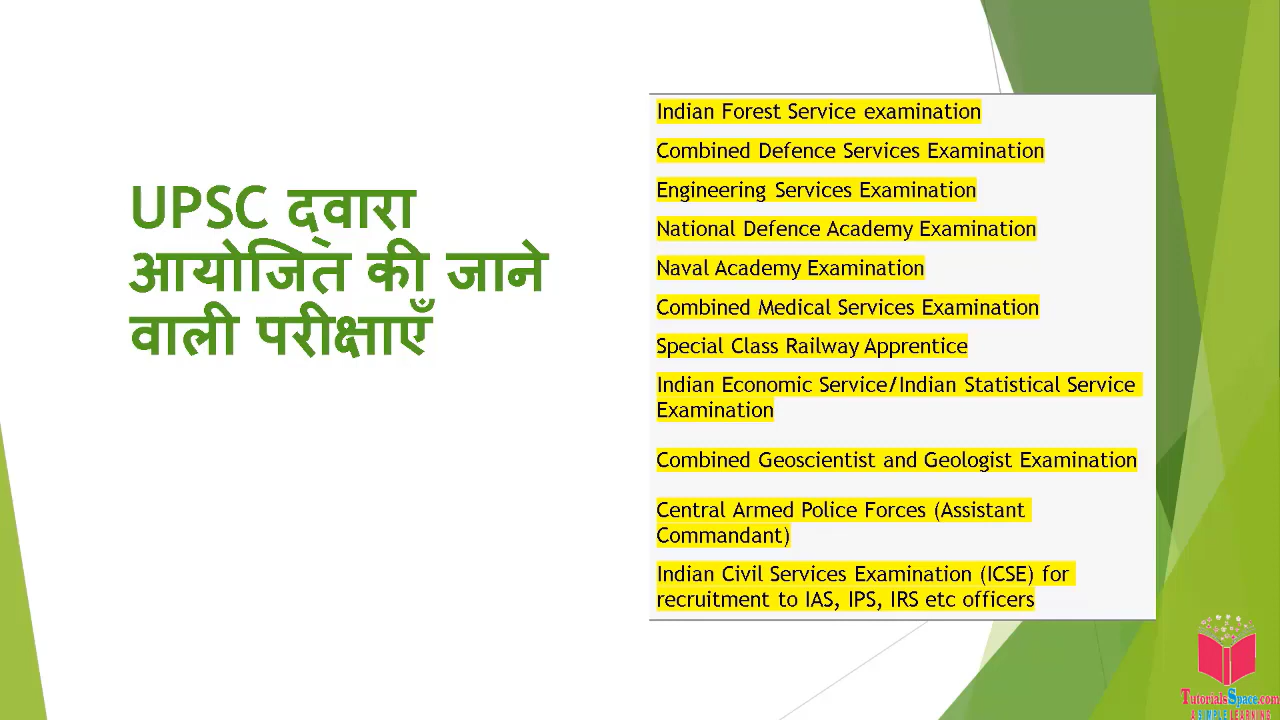 UPSC द्वारा
आयोजित की जाने
वाली परीक्षाएँ
Indian Forest Service examination
Combined Defence Services Examination
Engineering Services Examination
National Defence Academy Examination
Naval Academy Examination
Combined Medical Services Examination
Special Class Railway Apprentice
Indian Economic Service/Indian Statistical Service
Examination
Combined Geoscientist and Geologist Examination
Central Armed Police Forces (Assistant
Commandant)
Indian Civil Services Examination (ICSE) for
recruitment to IAS, IPS, IRS etc officers
TutorialsSpace.com
A SIMPLE LEARNING